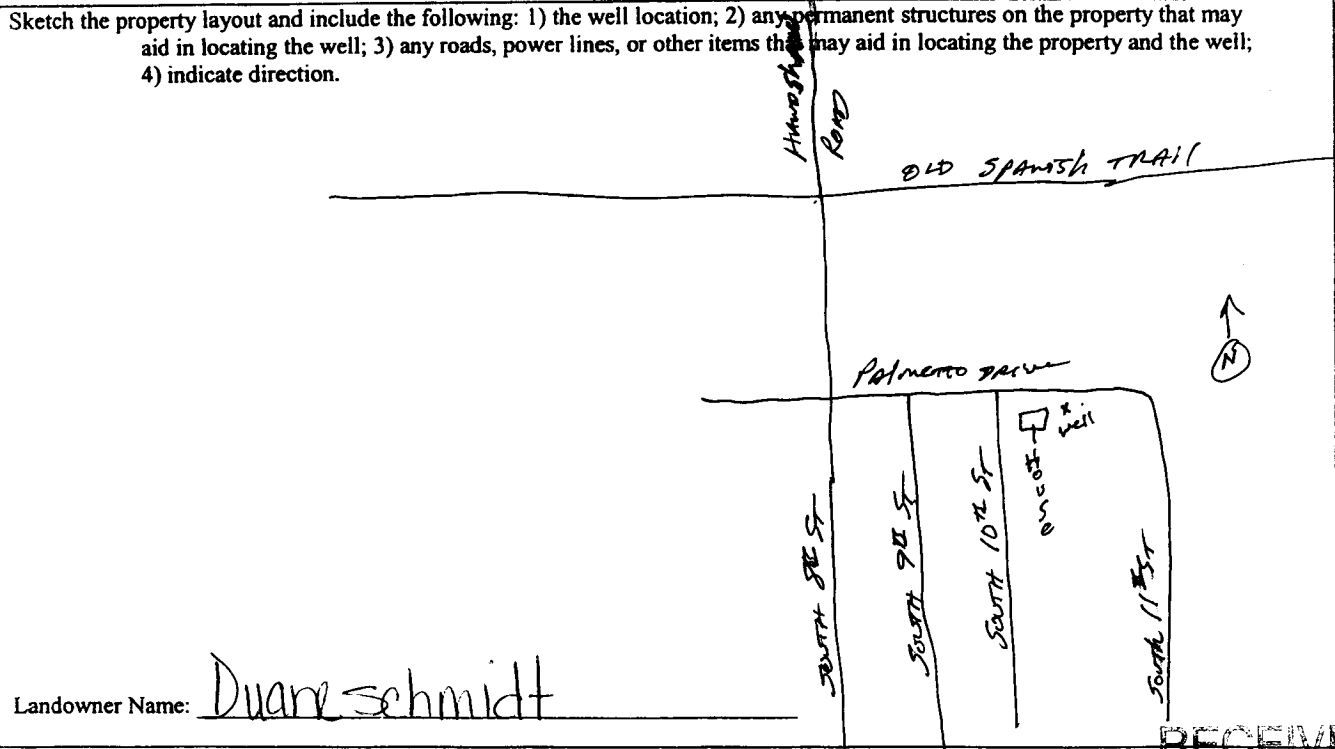 Sketch the property layout and include the following: 1) the well location; 2) any permanent structures on the property that may
aid in locating the well; 3) any roads, power lines, or other items that may aid in locating the property and the well;
4) indicate direction.
ROAD
OLD SPANISH TRAIL
N
PALMETTO DRIVE
x
well
House
SOUTH 8TH ST
SOUTH 9TH ST
SOUTH 10TH ST
SOUTH 11TH ST
Landowner Name: Duane Schmidt